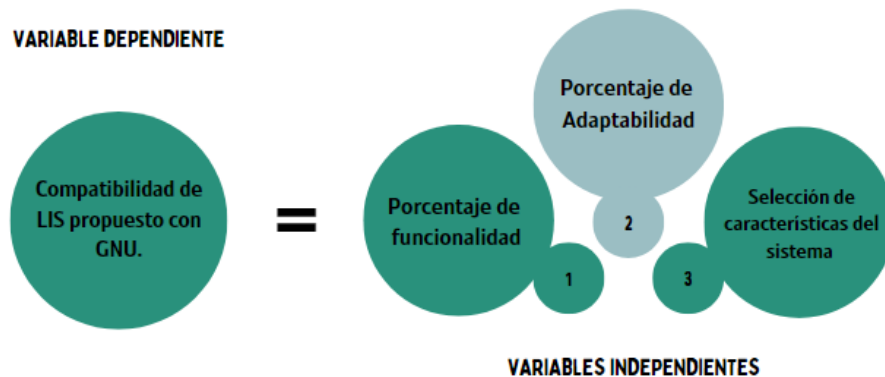 VARIABLE DEPENDIENTE
Compatibilidad de
LIS propuesto con
GNU.
=
Porcentaje de
funcionalidad
1
Porcentaje de
Adaptabilidad
2
Selección de
características del
sistema
3
VARIABLES INDEPENDIENTES